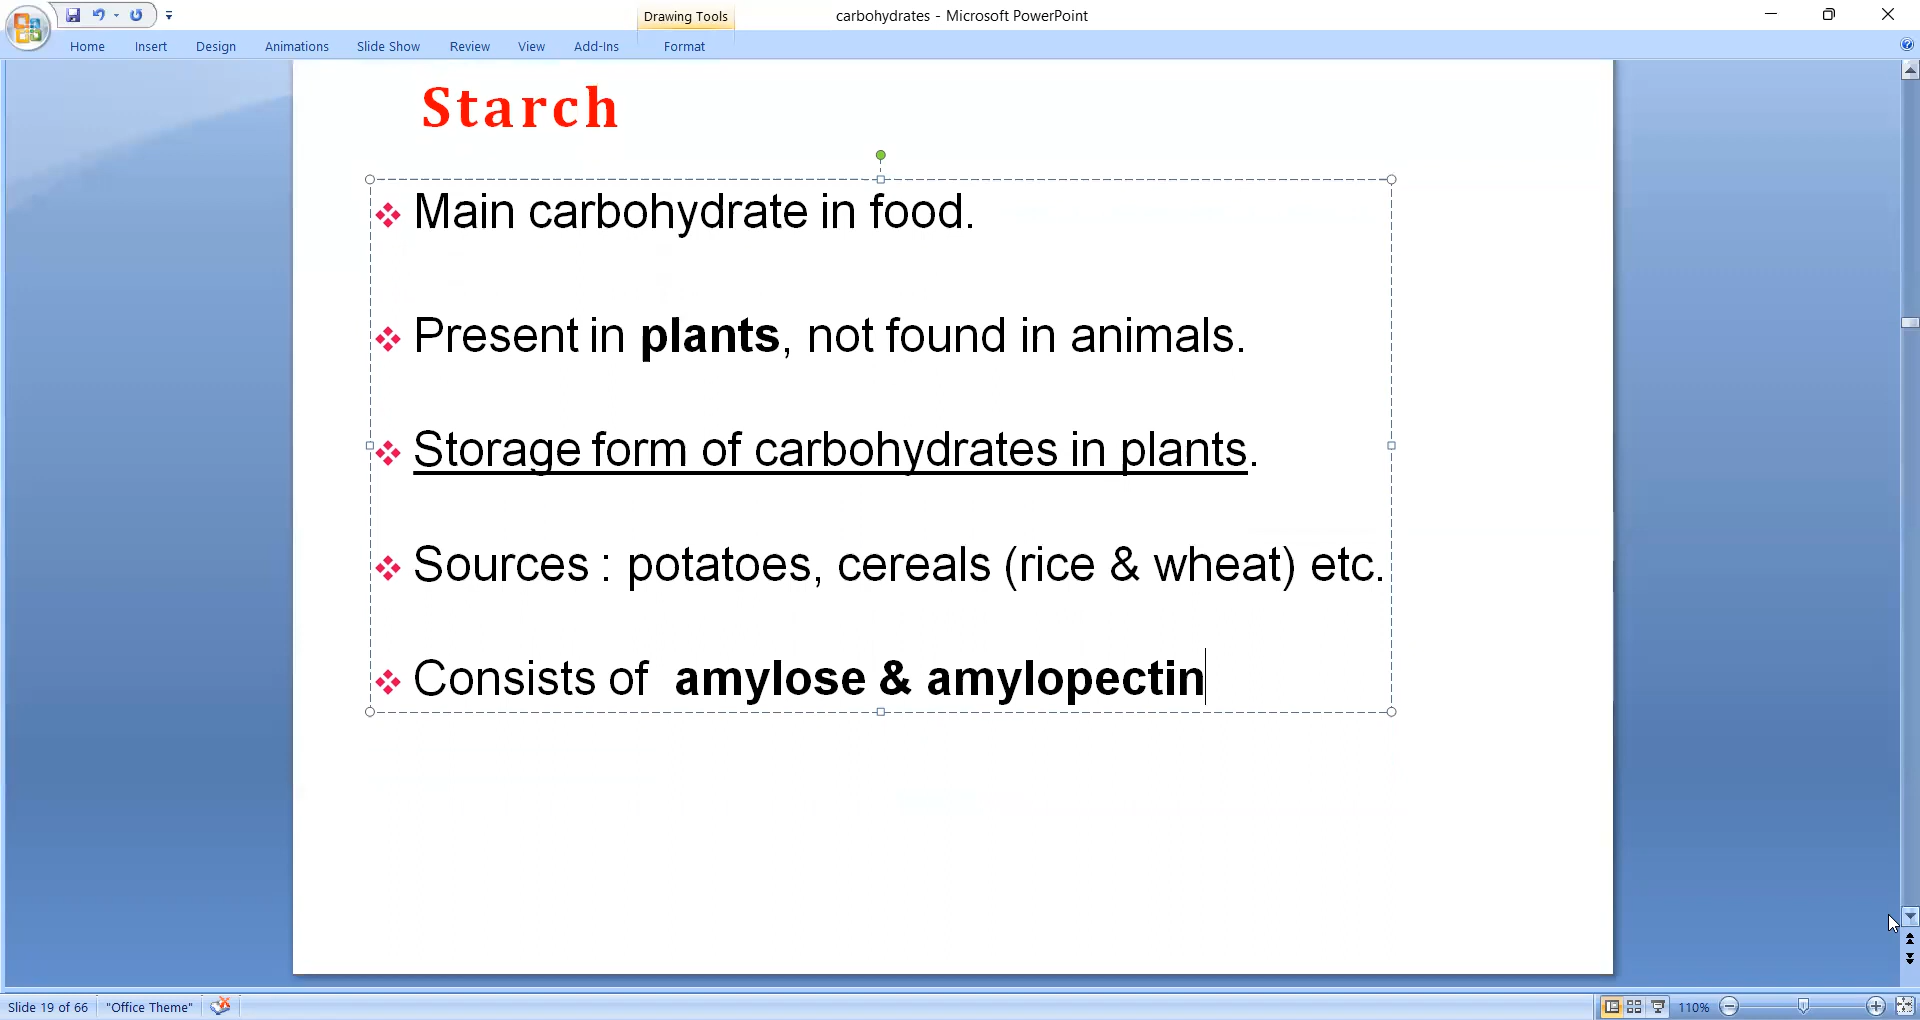 Drawing Tools
carbohydrates - Microsoft PowerPoint
Home Insert Design Animations Slide Show Review View Add-Ins Format
Starch
Main carbohydrate in food.
Present in plants, not found in animals.
Storage form of carbohydrates in plants.
Sources : potatoes, cereals (rice & wheat) etc.
Consists of amylose & amylopectin
Slide 19 of 66 "Office Theme" 110%